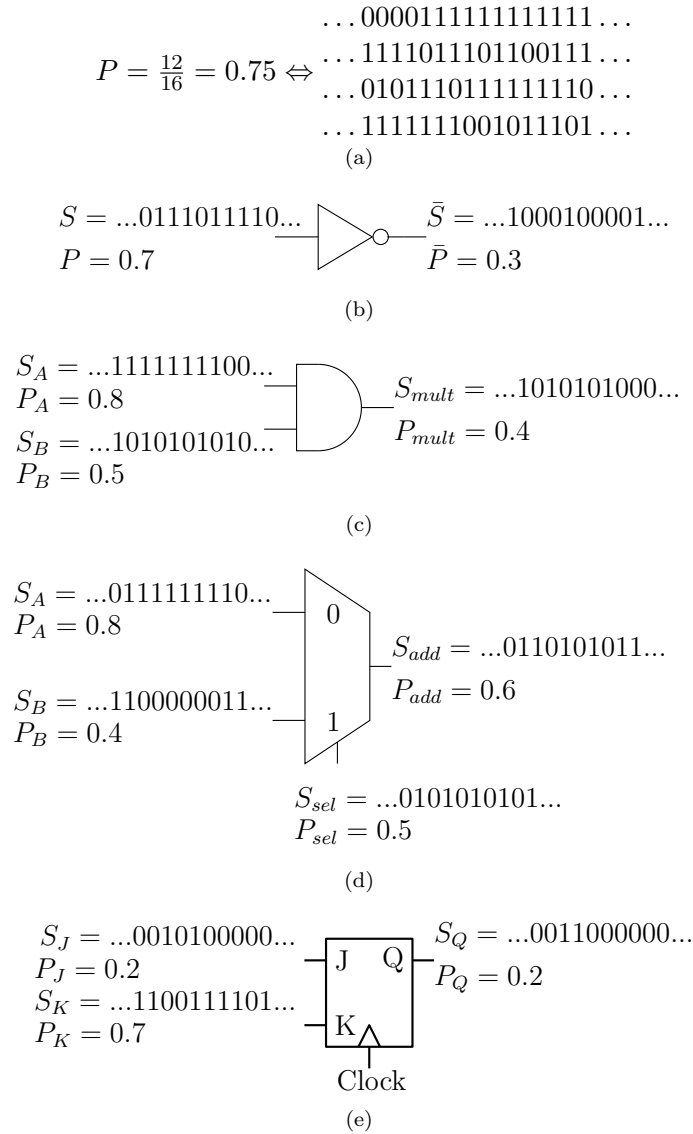 ...0000111111111111...
...1111011101100111...
P = 12/16 = 0.75 ⇔
...0101110111111110...
...1111111001011101...
(a)
S = ...0111011110...
S̄ = ...1000100001...
P = 0.7
P̄ = 0.3
(b)
S_A = ...1111111100...
P_A = 0.8
S_mult = ...1010101000...
S_B = ...1010101010...
P_mult = 0.4
P_B = 0.5
(c)
S_A = ...0111111110...
0
P_A = 0.8
S_add = ...0110101011...
P_add = 0.6
S_B = ...1100000011...
1
P_B = 0.4
S_sel = ...0101010101...
P_sel = 0.5
(d)
S_J = ...0010100000...
S_Q = ...0011000000...
P_J = 0.2
J Q
P_Q = 0.2
S_K = ...1100111101...
P_K = 0.7
K
Clock
(e)